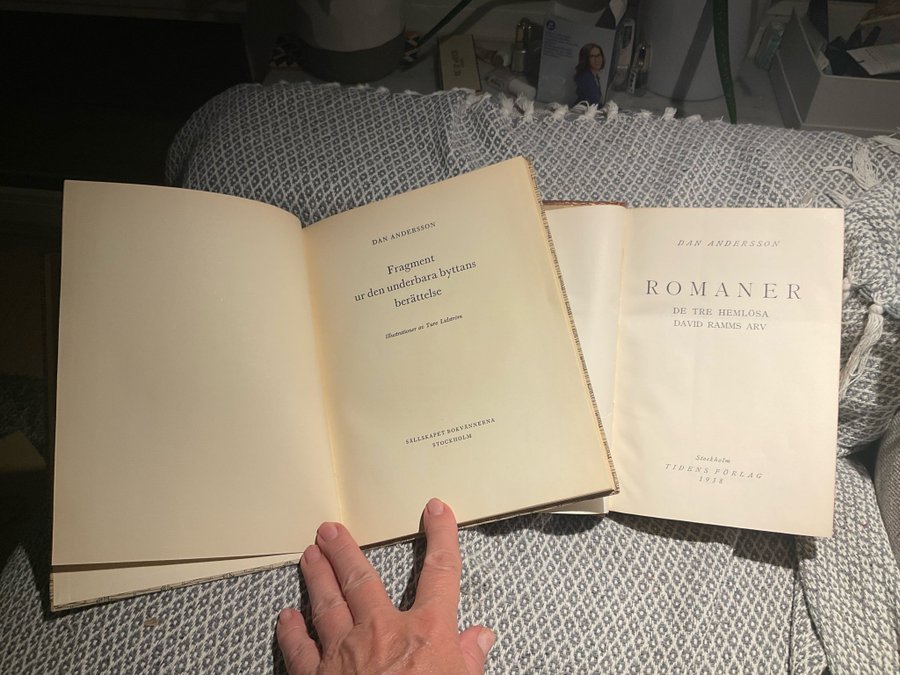 DAN ANDERSSON
Fragment
ur den underbara byttans
berättelse
Illustrationer av Ture Lidström
SÄLLSKAPET BOKVÄNNERNA
STOCKHOLM
DAN ANDERSSON
ROMANER
DE TRE HEMLÖSA
DAVID RAMMS ARV
Stockholm
TIDENS FÖRLAG
1938